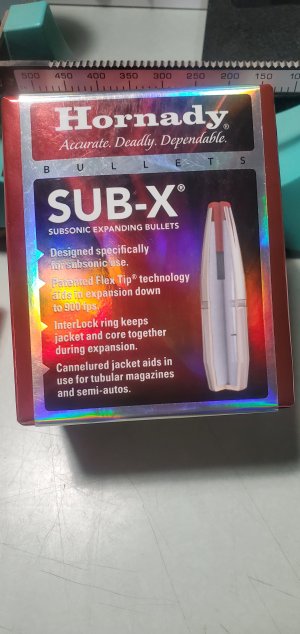 500 450 400 350 300 250 200 150 100
Hornady®
Accurate. Deadly. Dependable.
BULLETS
SUB-X®
SUBSONIC EXPANDING BULLETS
Designed specifically
for subsonic use.
Patented Flex Tip® technology
aids in expansion down
to 900 fps.
InterLock ring keeps
jacket and core together
during expansion.
Cannelured jacket aids in
use for tubular magazines
and semi-autos.